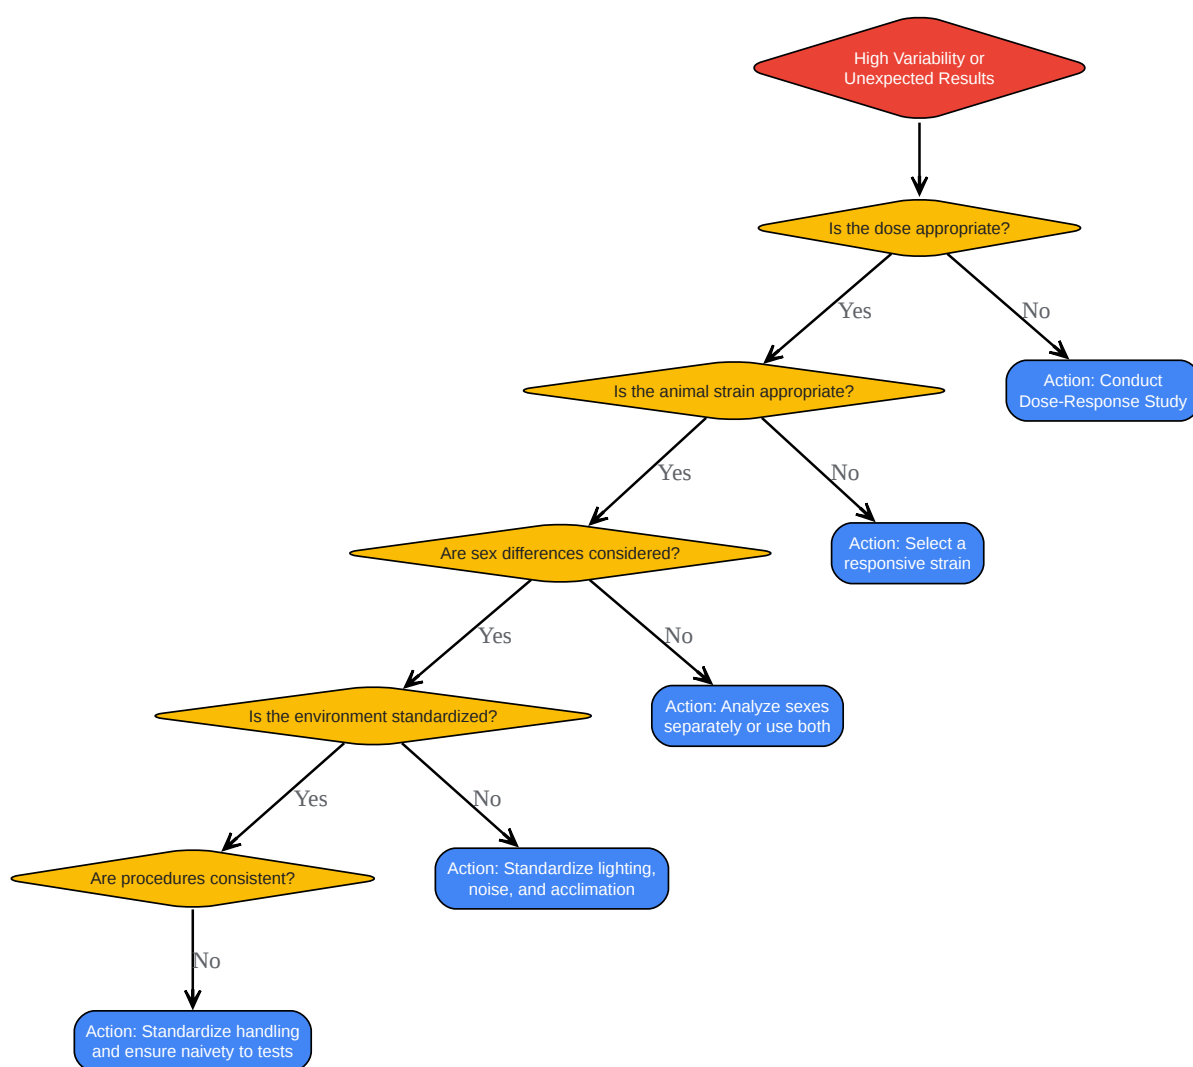 High Variability or
Unexpected Results
Is the dose appropriate?
Yes
No
Is the animal strain appropriate?
Action: Conduct
Dose-Response Study
Yes
No
Are sex differences considered?
Action: Select a
responsive strain
Yes
No
Is the environment standardized?
Action: Analyze sexes
separately or use both
Yes
No
Are procedures consistent?
Action: Standardize lighting,
noise, and acclimation
No
Action: Standardize handling
and ensure naivety to tests